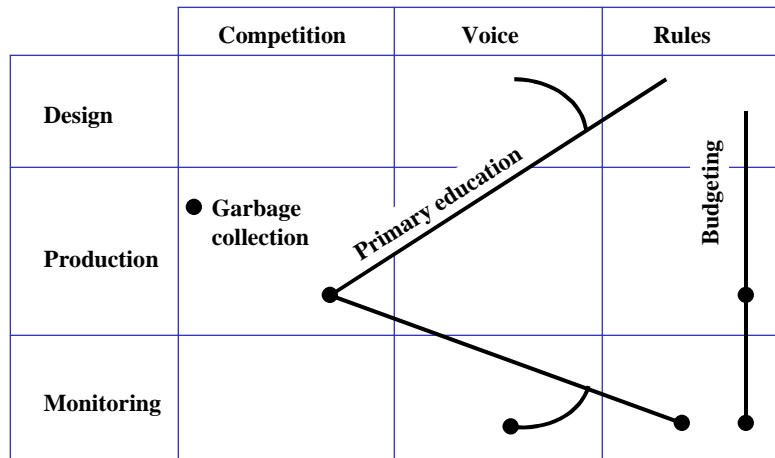 Competition Voice Rules
Design
Primary education
Budgeting
Garbage
collection
Production
Monitoring